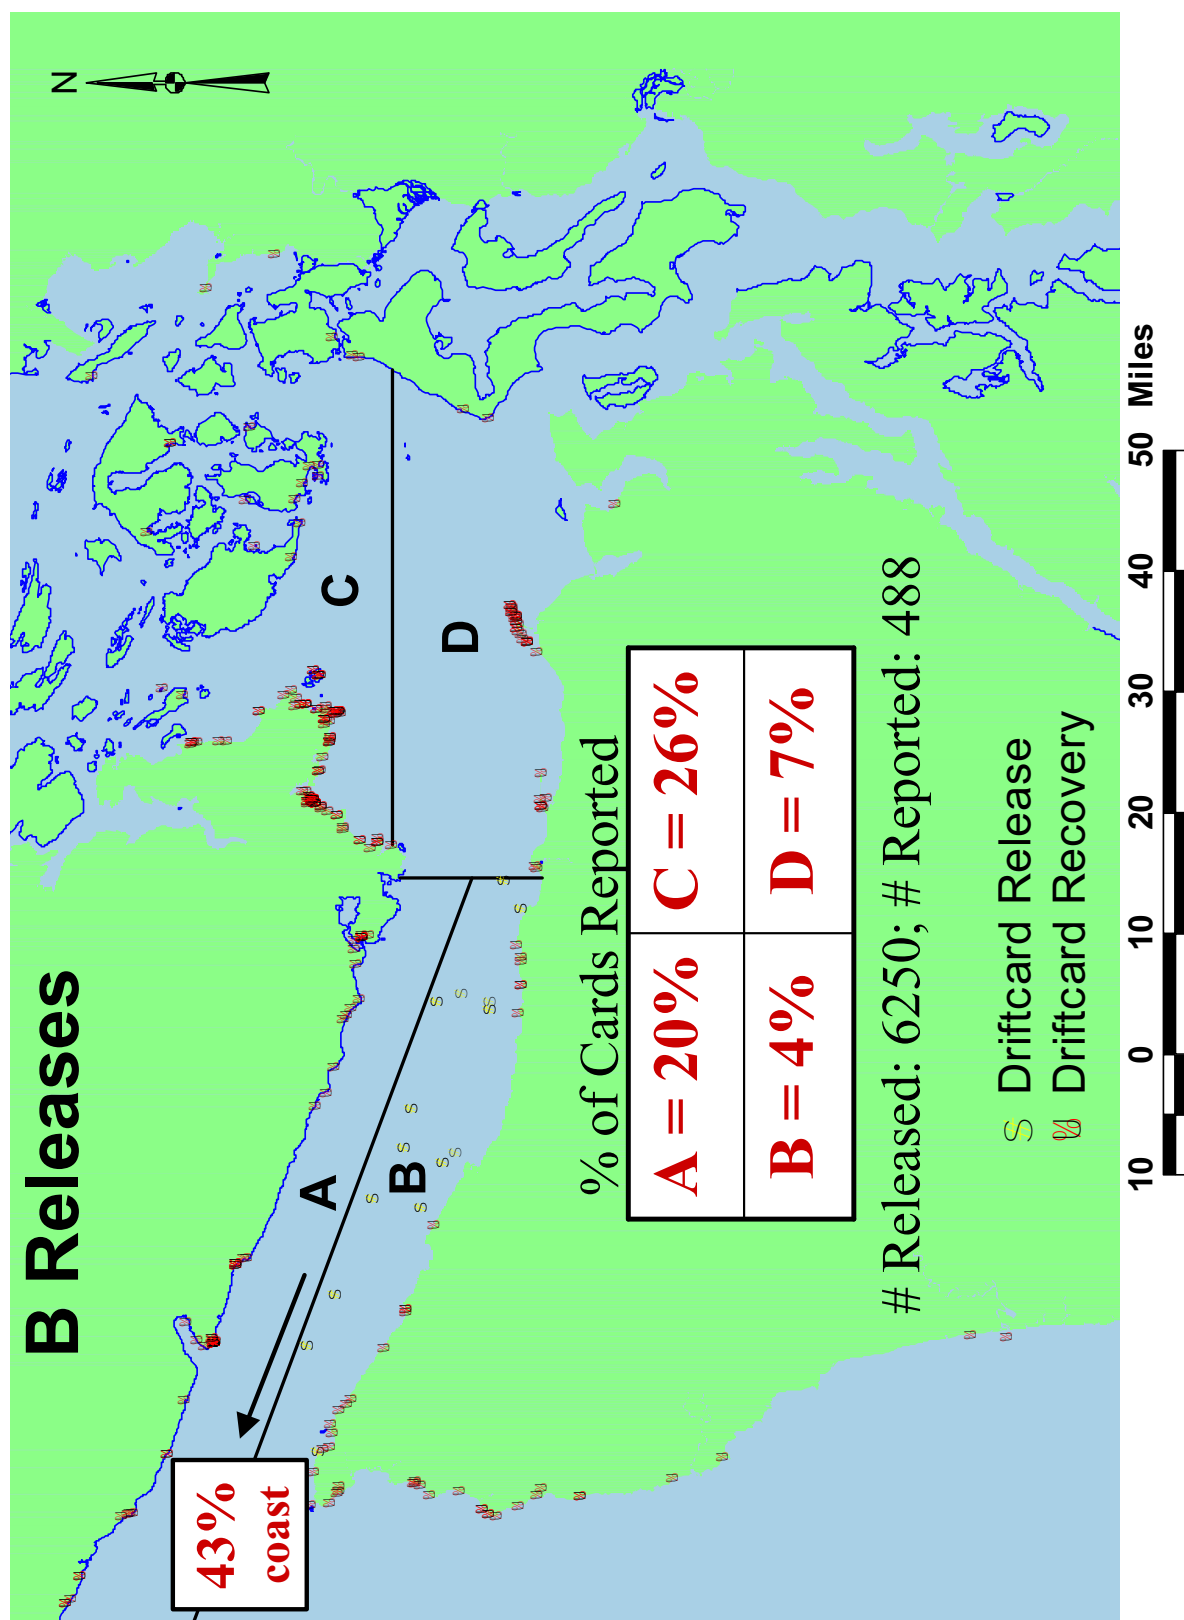 B Releases
N
43%
coast
A
B
C
D
% of Cards Reported
A = 20% C = 26%
B = 4% D = 7%
# Released: 6250; # Reported: 488
S Driftcard Release
% Driftcard Recovery
10 0 10 20 30 40 50 Miles